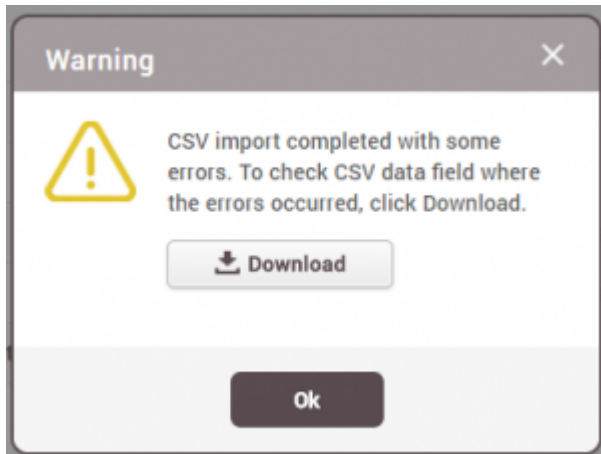 Warning
CSV import completed with some
errors. To check CSV data field where
the errors occurred, click Download.
Download
Ok